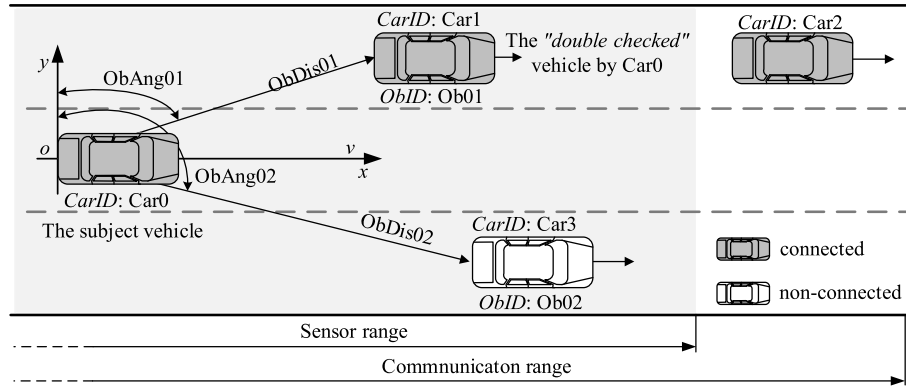 CarID: Car1
CarID: Car2
The "double checked"
vehicle by Car0
y
ObAng01
ObDis01
ObID: Ob01
o
v
x
ObAng02
CarID: Car0
The subject vehicle
ObDis02
CarID: Car3
connected
non-connected
ObID: Ob02
Sensor range
Commnunicaton range